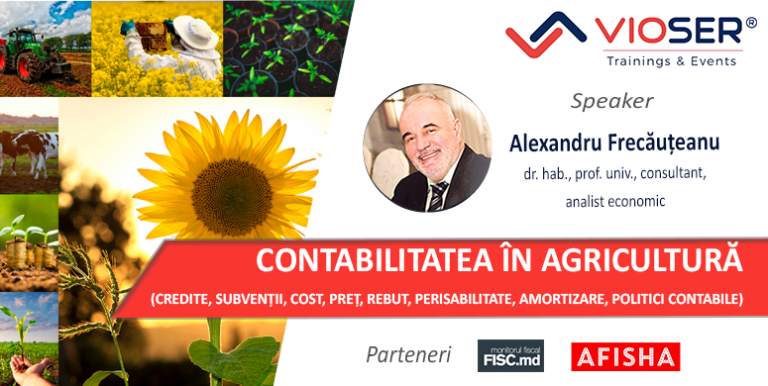 VIOSER®
Trainings & Events
Speaker
Alexandru Frecăuțeanu
dr. hab., prof. univ., consultant,
analist economic
CONTABILITATEA ÎN AGRICULTURĂ
(CREDITE, SUBVENȚII, COST, PREȚ, REBUT, PERISABILITATE, AMORTIZARE, POLITICI CONTABILE)
Parteneri
monitorul fiscal
FISC.md
AFISHA